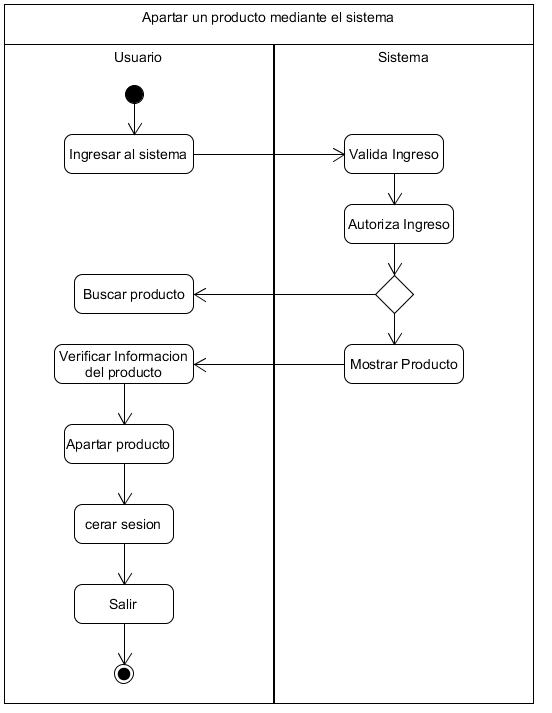 Apartar un producto mediante el sistema
Usuario
Sistema
Ingresar al sistema
Valida Ingreso
Autoriza Ingreso
Buscar producto
Verificar Informacion
del producto
Mostrar Producto
Apartar producto
cerar sesion
Salir